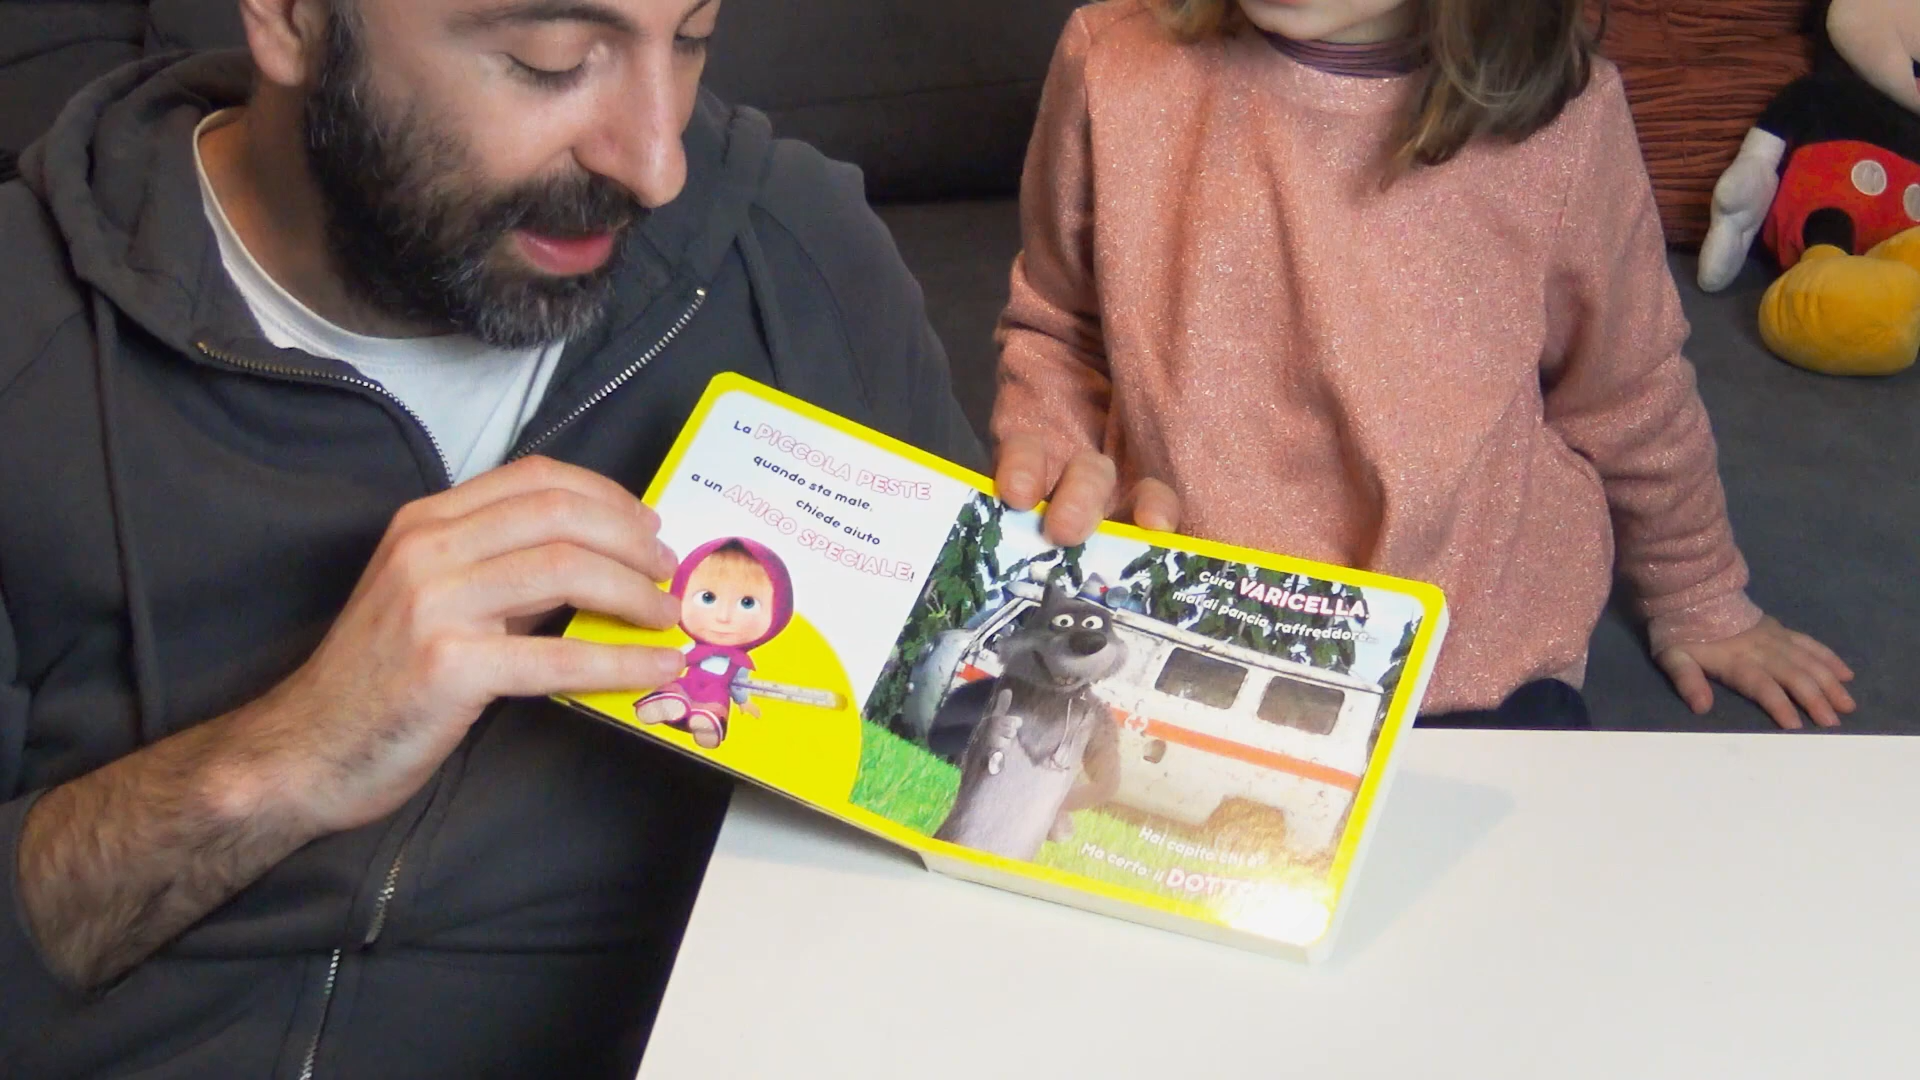 La PICCOLA PESTE
quando sta male,
chiede aiuto
a un AMICO SPECIALE!
Cura VARICELLA,
mal di pancia, raffreddore...
Hai capito chi è?
Ma certo: il